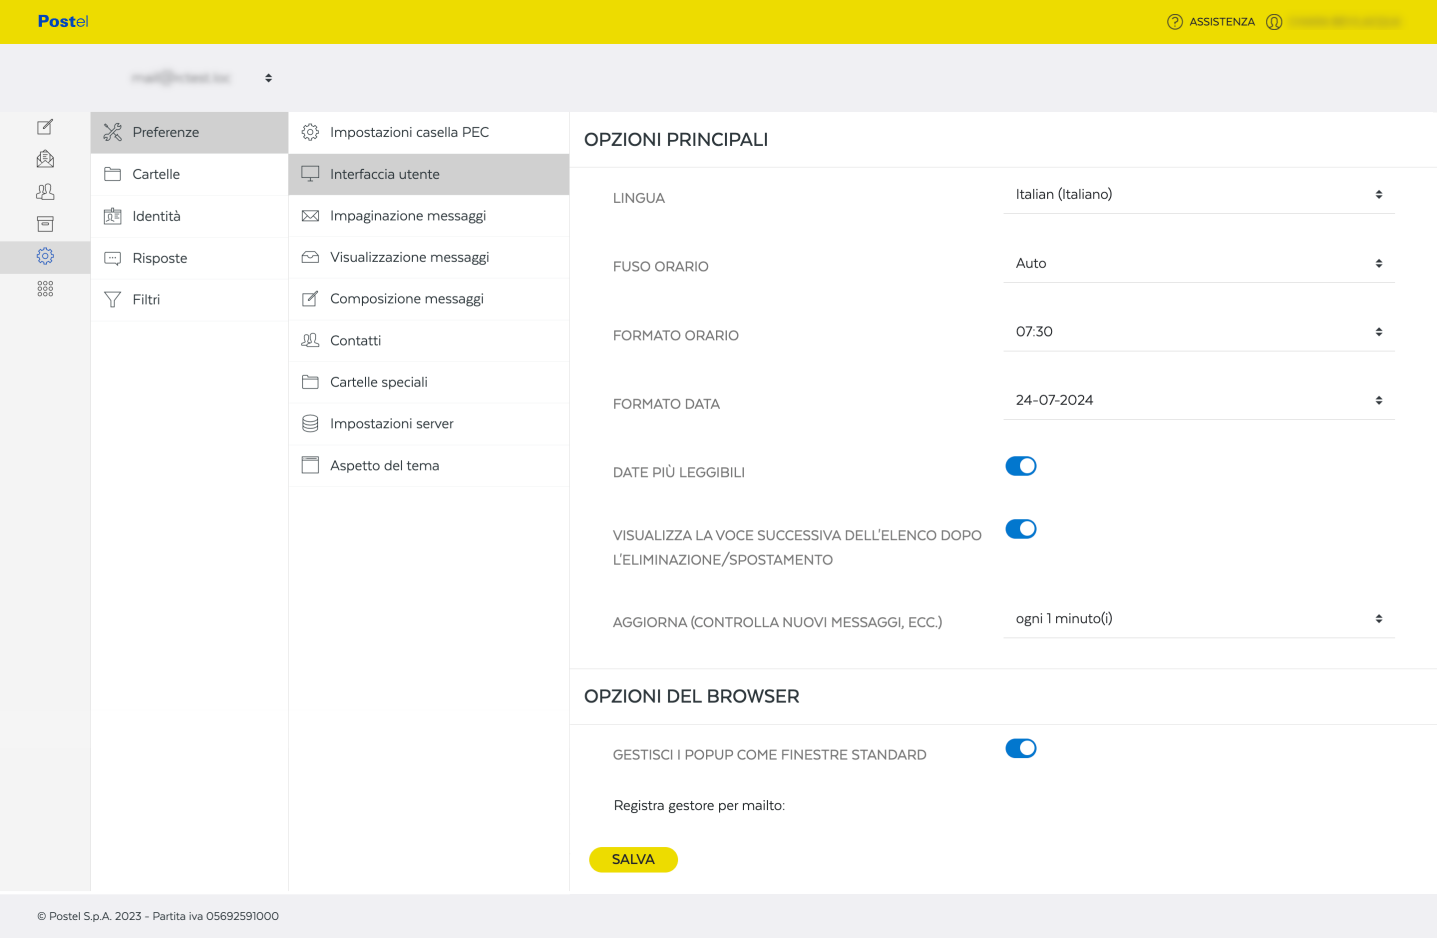 Postel
ASSISTENZA
Preferenze
Cartelle
Identità
Risposte
Filtri
Impostazioni casella PEC
Interfaccia utente
Impaginazione messaggi
Visualizzazione messaggi
Composizione messaggi
Contatti
Cartelle speciali
Impostazioni server
Aspetto del tema
OPZIONI PRINCIPALI
LINGUA
Italian (Italiano)
FUSO ORARIO
Auto
FORMATO ORARIO
07:30
FORMATO DATA
24-07-2024
DATE PIÙ LEGGIBILI
VISUALIZZA LA VOCE SUCCESSIVA DELL'ELENCO DOPO
L'ELIMINAZIONE/SPOSTAMENTO
AGGIORNA (CONTROLLA NUOVI MESSAGGI, ECC.)
ogni 1 minuto(i)
OPZIONI DEL BROWSER
GESTISCI I POPUP COME FINESTRE STANDARD
Registra gestore per mailto:
SALVA
© Postel S.p.A. 2023 - Partita iva 05692591000